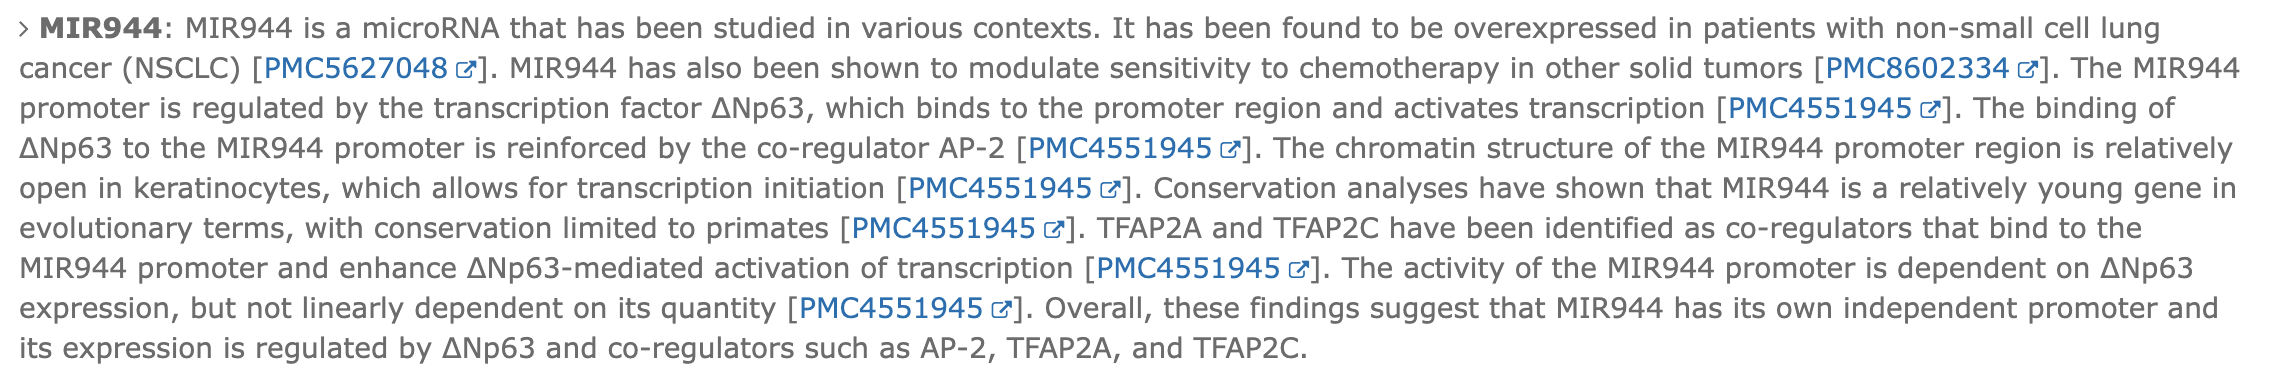 › MIR944: MIR944 is a microRNA that has been studied in various contexts. It has been found to be overexpressed in patients with non-small cell lung
cancer (NSCLC) [PMC5627048]. MIR944 has also been shown to modulate sensitivity to chemotherapy in other solid tumors [PMC8602334]. The MIR944
promoter is regulated by the transcription factor ΔNp63, which binds to the promoter region and activates transcription [PMC4551945]. The binding of
ΔNp63 to the MIR944 promoter is reinforced by the co-regulator AP-2 [PMC4551945]. The chromatin structure of the MIR944 promoter region is relatively
open in keratinocytes, which allows for transcription initiation [PMC4551945]. Conservation analyses have shown that MIR944 is a relatively young gene in
evolutionary terms, with conservation limited to primates [PMC4551945]. TFAP2A and TFAP2C have been identified as co-regulators that bind to the
MIR944 promoter and enhance ΔNp63-mediated activation of transcription [PMC4551945]. The activity of the MIR944 promoter is dependent on ΔNp63
expression, but not linearly dependent on its quantity [PMC4551945]. Overall, these findings suggest that MIR944 has its own independent promoter and
its expression is regulated by ΔNp63 and co-regulators such as AP-2, TFAP2A, and TFAP2C.